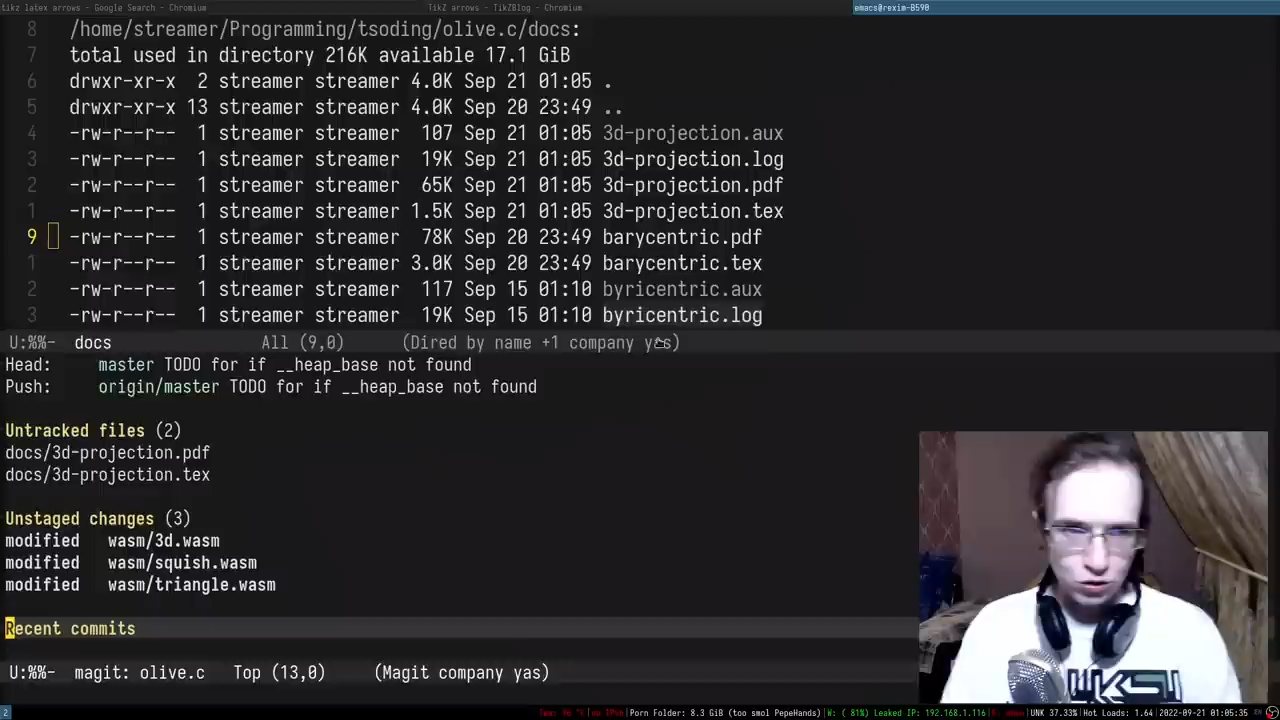 tikz latex arrows - Google Search - Chromium
TikZ arrows - TikZBlog - Chromium
emacs@rexim-B590
8 /home/streamer/Programming/tsoding/olive.c/docs:
7 total used in directory 216K available 17.1 GiB
6 drwxr-xr-x 2 streamer streamer 4.0K Sep 21 01:05 .
5 drwxr-xr-x 13 streamer streamer 4.0K Sep 20 23:49 ..
4 -rw-r--r-- 1 streamer streamer 107 Sep 21 01:05 3d-projection.aux
3 -rw-r--r-- 1 streamer streamer 19K Sep 21 01:05 3d-projection.log
2 -rw-r--r-- 1 streamer streamer 65K Sep 21 01:05 3d-projection.pdf
1 -rw-r--r-- 1 streamer streamer 1.5K Sep 21 01:05 3d-projection.tex
9 -rw-r--r-- 1 streamer streamer 78K Sep 20 23:49 barycentric.pdf
1 -rw-r--r-- 1 streamer streamer 3.0K Sep 20 23:49 barycentric.tex
2 -rw-r--r-- 1 streamer streamer 117 Sep 15 01:10 byricentric.aux
3 -rw-r--r-- 1 streamer streamer 19K Sep 15 01:10 byricentric.log
U:%%- docs All (9,0) (Dired by name +1 company yas)
Head: master TODO for if __heap_base not found
Push: origin/master TODO for if __heap_base not found
Untracked files (2)
docs/3d-projection.pdf
docs/3d-projection.tex
Unstaged changes (3)
modified wasm/3d.wasm
modified wasm/squish.wasm
modified wasm/triangle.wasm
Recent commits
U:%%- magit: olive.c Top (13,0) (Magit company yas)
2
Porn Folder: 8.3 GiB (too smol PepeHands)|W: ( 81%) Leaked IP: 192.168.1.116|
|UNK 37.33%|Hot Loads: 1.64|2022-09-21 01:05:35